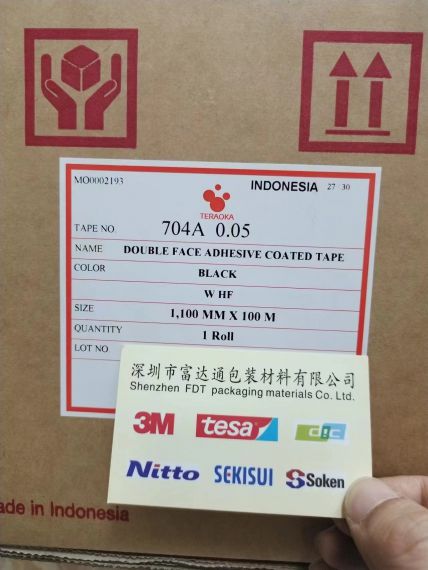 MO0002193
INDONESIA 27 30
TERAOKA
TAPE NO 704A 0.05
NAME DOUBLE FACE ADHESIVE COATED TAPE
COLOR BLACK
W HF
SIZE 1,100 MM X 100 M
QUANTITY 1 Roll
LOT NO
深圳市富达通包装材料有限公司
Shenzhen FDT packaging materials Co. Ltd.
3M tesa dic
Nitto SEKISUI Soken
ade in Indonesia